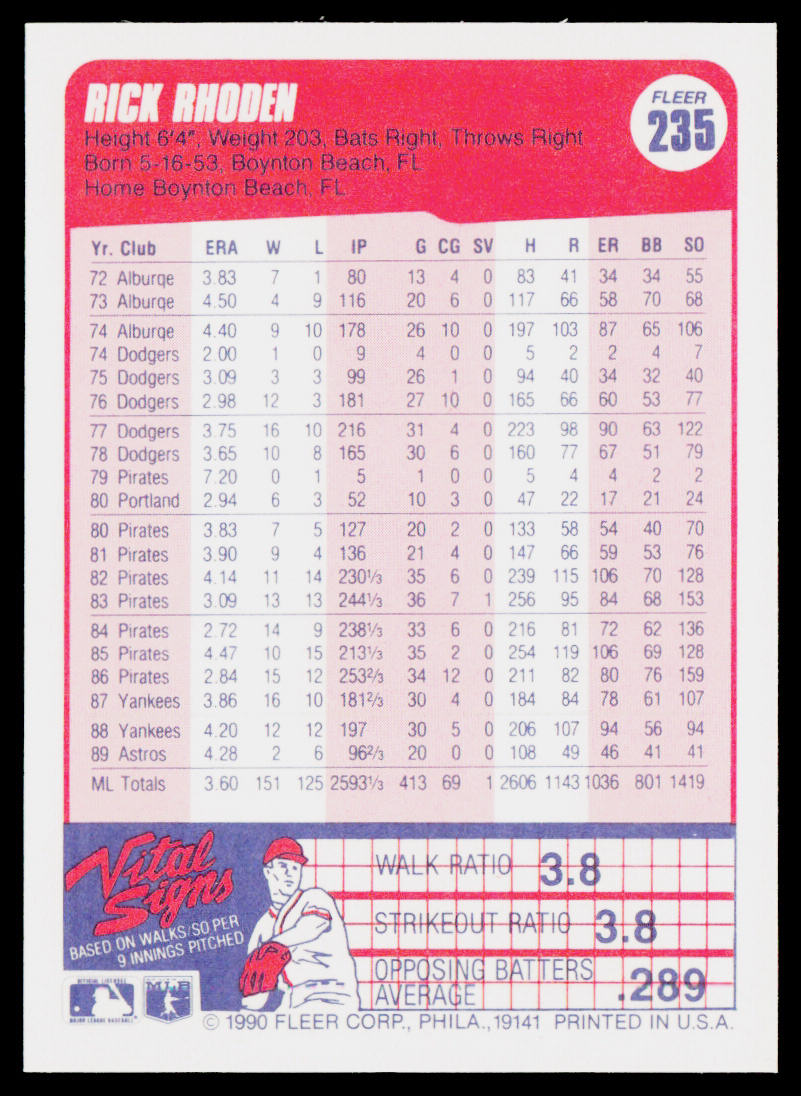 RICK RHODEN
FLEER
235
Height 6'4", Weight 203, Bats Right, Throws Right
Born 5-16-53, Boynton Beach, FL
Home Boynton Beach, FL
Yr. Club ERA W L IP G CG SV H R ER BB SO
72 Alburqe 3.83 7 1 80 13 4 0 83 41 34 34 55
73 Alburqe 4.50 4 9 116 20 6 0 117 66 58 70 68
74 Alburqe 4.40 9 10 178 26 10 0 197 103 87 65 106
74 Dodgers 2.00 1 0 9 4 0 0 5 2 2 4 7
75 Dodgers 3.09 3 3 99 26 1 0 94 40 34 32 40
76 Dodgers 2.98 12 3 181 27 10 0 165 66 60 53 77
77 Dodgers 3.75 16 10 216 31 4 0 223 98 90 63 122
78 Dodgers 3.65 10 8 165 30 6 0 160 77 67 51 79
79 Pirates 7.20 0 1 5 1 0 0 5 4 4 2 2
80 Portland 2.94 6 3 52 10 3 0 47 22 17 21 24
80 Pirates 3.83 7 5 127 20 2 0 133 58 54 40 70
81 Pirates 3.90 9 4 136 21 4 0 147 66 59 53 76
82 Pirates 4.14 11 14 230⅓ 35 6 0 239 115 106 70 128
83 Pirates 3.09 13 13 244⅓ 36 7 1 256 95 84 68 153
84 Pirates 2.72 14 9 238⅓ 33 6 0 216 81 72 62 136
85 Pirates 4.47 10 15 213⅓ 35 2 0 254 119 106 69 128
86 Pirates 2.84 15 12 253⅔ 34 12 0 211 82 80 76 159
87 Yankees 3.86 16 10 181⅔ 30 4 0 184 84 78 61 107
88 Yankees 4.20 12 12 197 30 5 0 206 107 94 56 94
89 Astros 4.28 2 6 96⅔ 20 0 0 108 49 46 41 41
ML Totals 3.60 151 125 2593⅓ 413 69 1 2606 1143 1036 801 1419
Vital
Signs
BASED ON WALKS/SO PER
9 INNINGS PITCHED
WALK RATIO 3.8
STRIKEOUT RATIO 3.8
OPPOSING BATTERS
AVERAGE .289
OFFICIAL LICENSEE
MAJOR LEAGUE BASEBALL
MLB
© 1990 FLEER CORP., PHILA., 19141 PRINTED IN U.S.A.